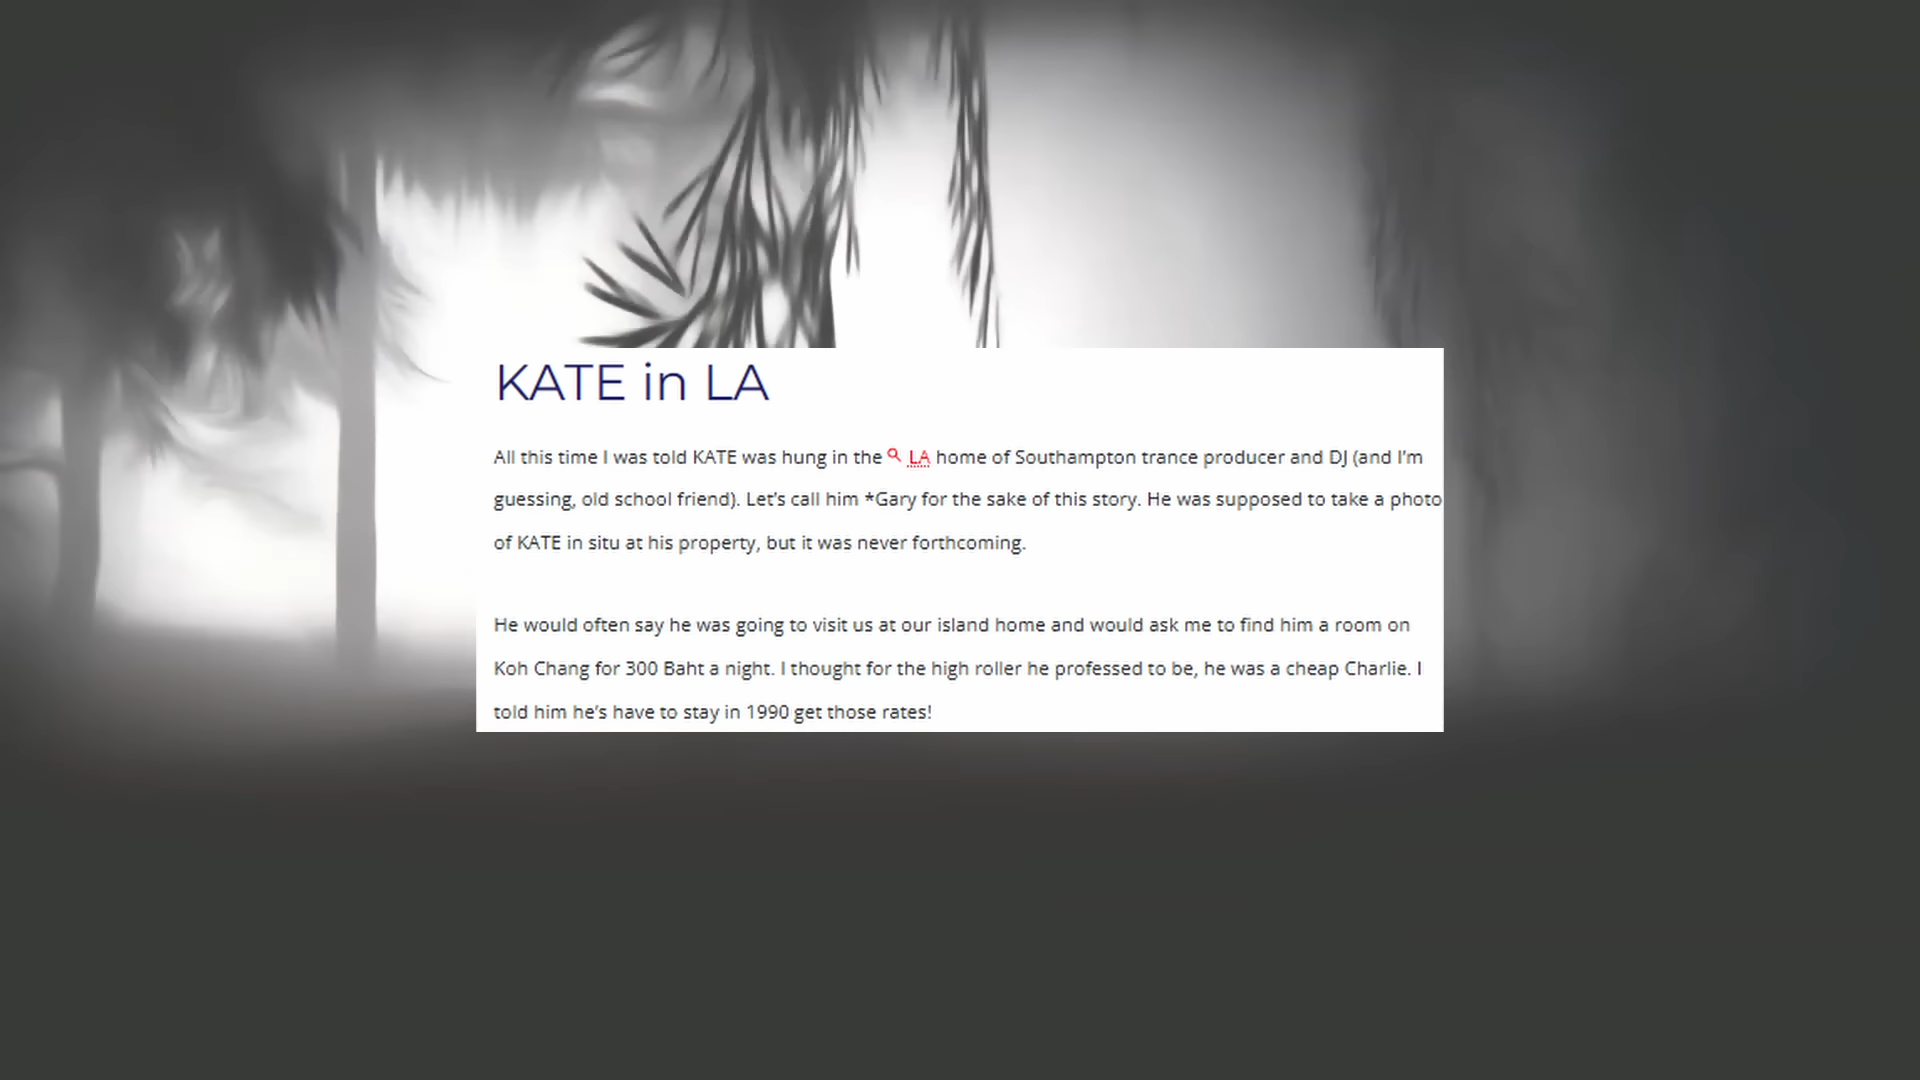 KATE in LA
All this time I was told KATE was hung in the LA home of Southampton trance producer and DJ (and I’m
guessing, old school friend). Let’s call him *Gary for the sake of this story. He was supposed to take a photo
of KATE in situ at his property, but it was never forthcoming.
He would often say he was going to visit us at our island home and would ask me to find him a room on
Koh Chang for 300 Baht a night. I thought for the high roller he professed to be, he was a cheap Charlie. I
told him he’s have to stay in 1990 get those rates!